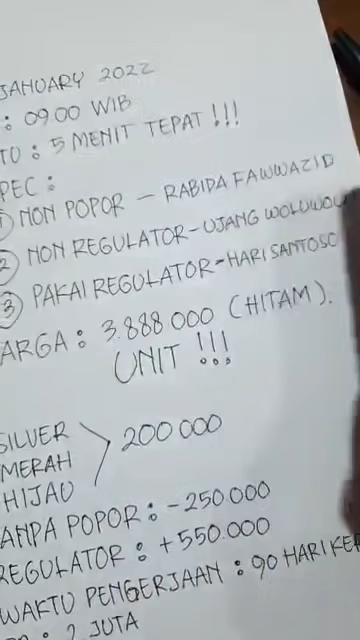 JANUARY 2022
: 09.00 WIB
TO : 5 MENIT TEPAT !!!
PEC :
1 NON POPOR - RABIDA FAWWAZID
2 NON REGULATOR - UJANG WOLUWOLU
3 PAKAI REGULATOR - HARI SANTOSO
ARGA : 3.888 000 (HITAM).
UNIT !!!
SILVER
MERAH
HIJAU
> 200 000
ANPA POPOR : -250.000
REGULATOR : +550.000
WAKTU PENGERJAAN : 90 HARI KER
: 2 JUTA